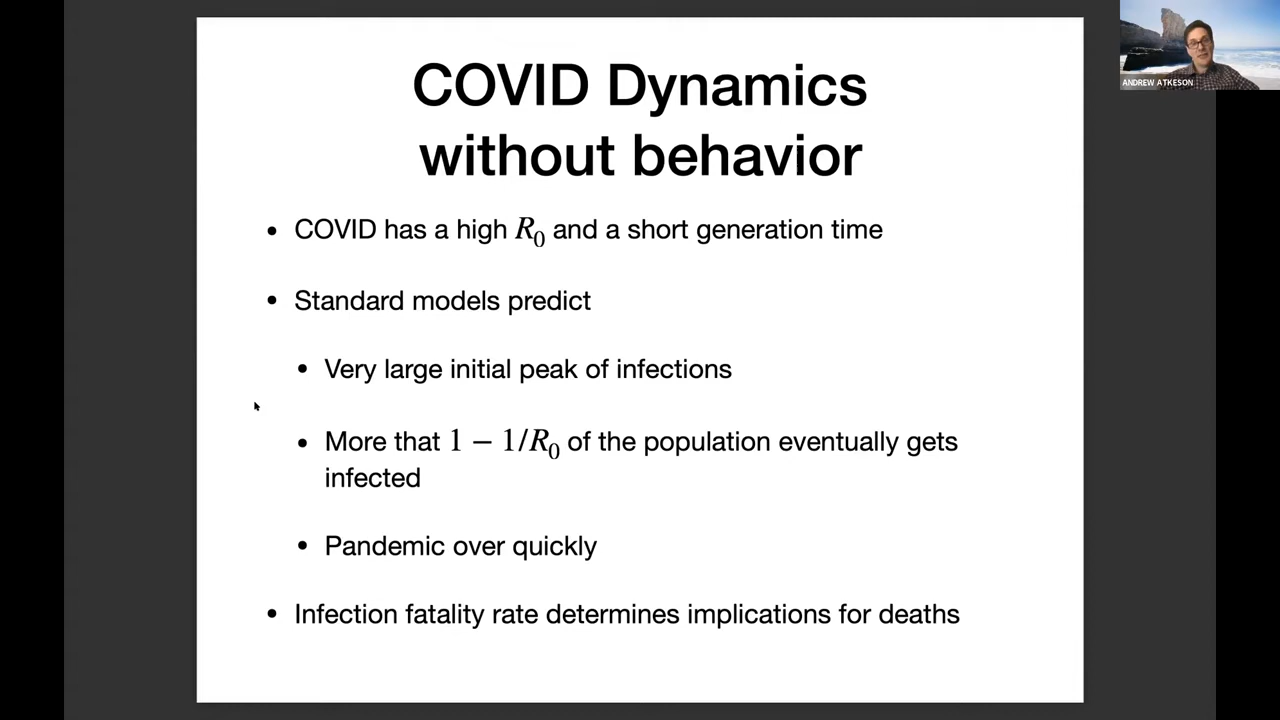 COVID Dynamics
without behavior
• COVID has a high R₀ and a short generation time
• Standard models predict
• Very large initial peak of infections
• More that 1 − 1/R₀ of the population eventually gets
infected
• Pandemic over quickly
• Infection fatality rate determines implications for deaths
ANDREW ATKESON